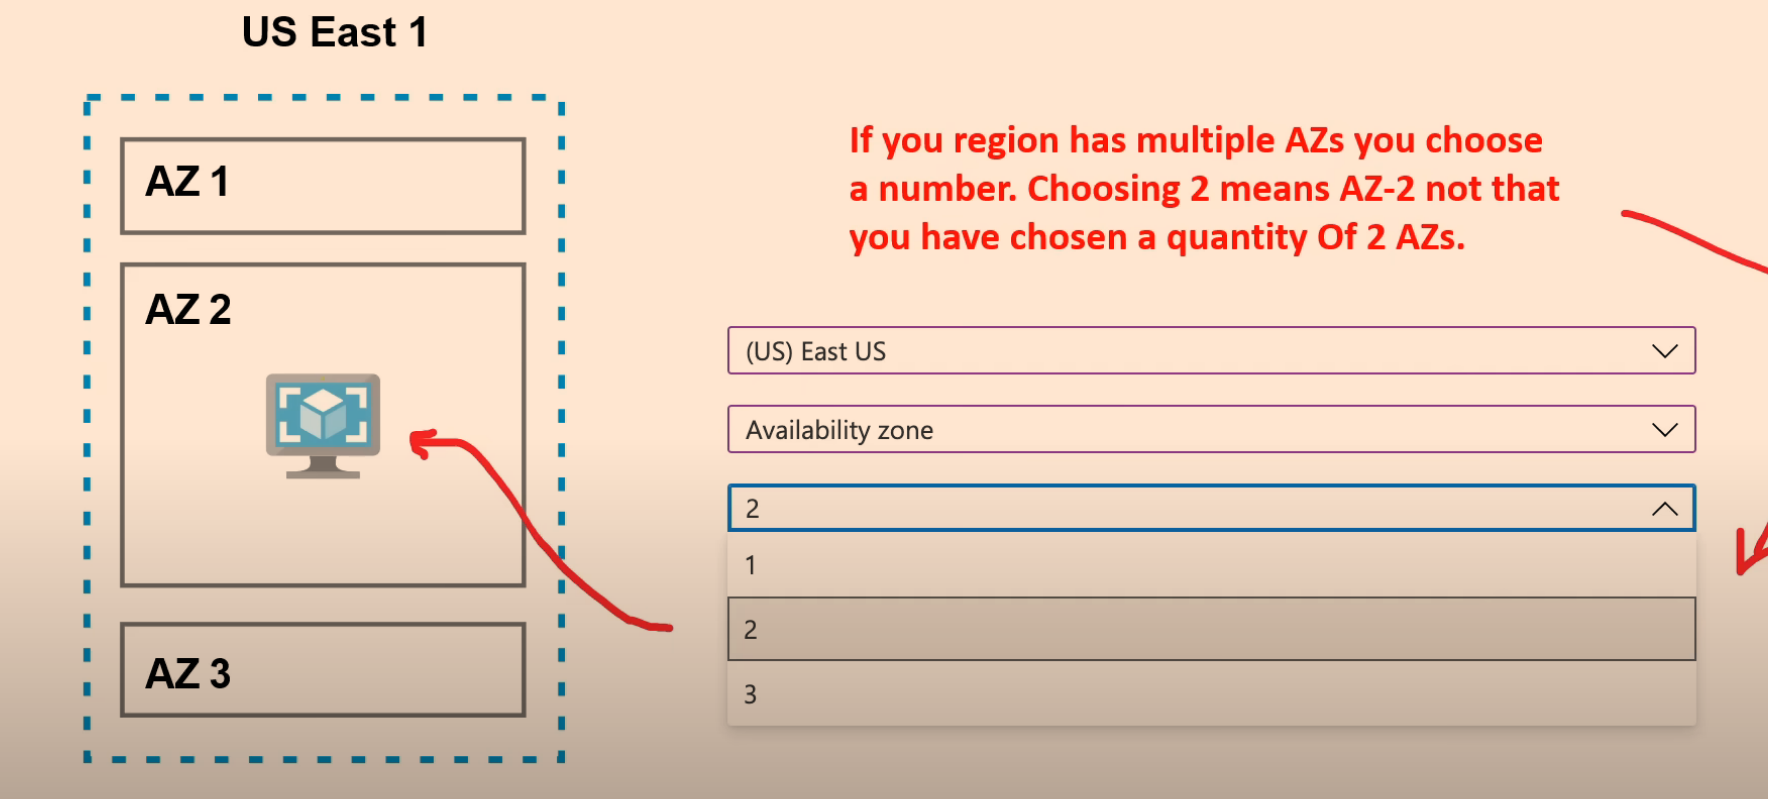 US East 1
AZ 1
AZ 2
AZ 3
If you region has multiple AZs you choose
a number. Choosing 2 means AZ-2 not that
you have chosen a quantity Of 2 AZs.
(US) East US
Availability zone
2
1
2
3